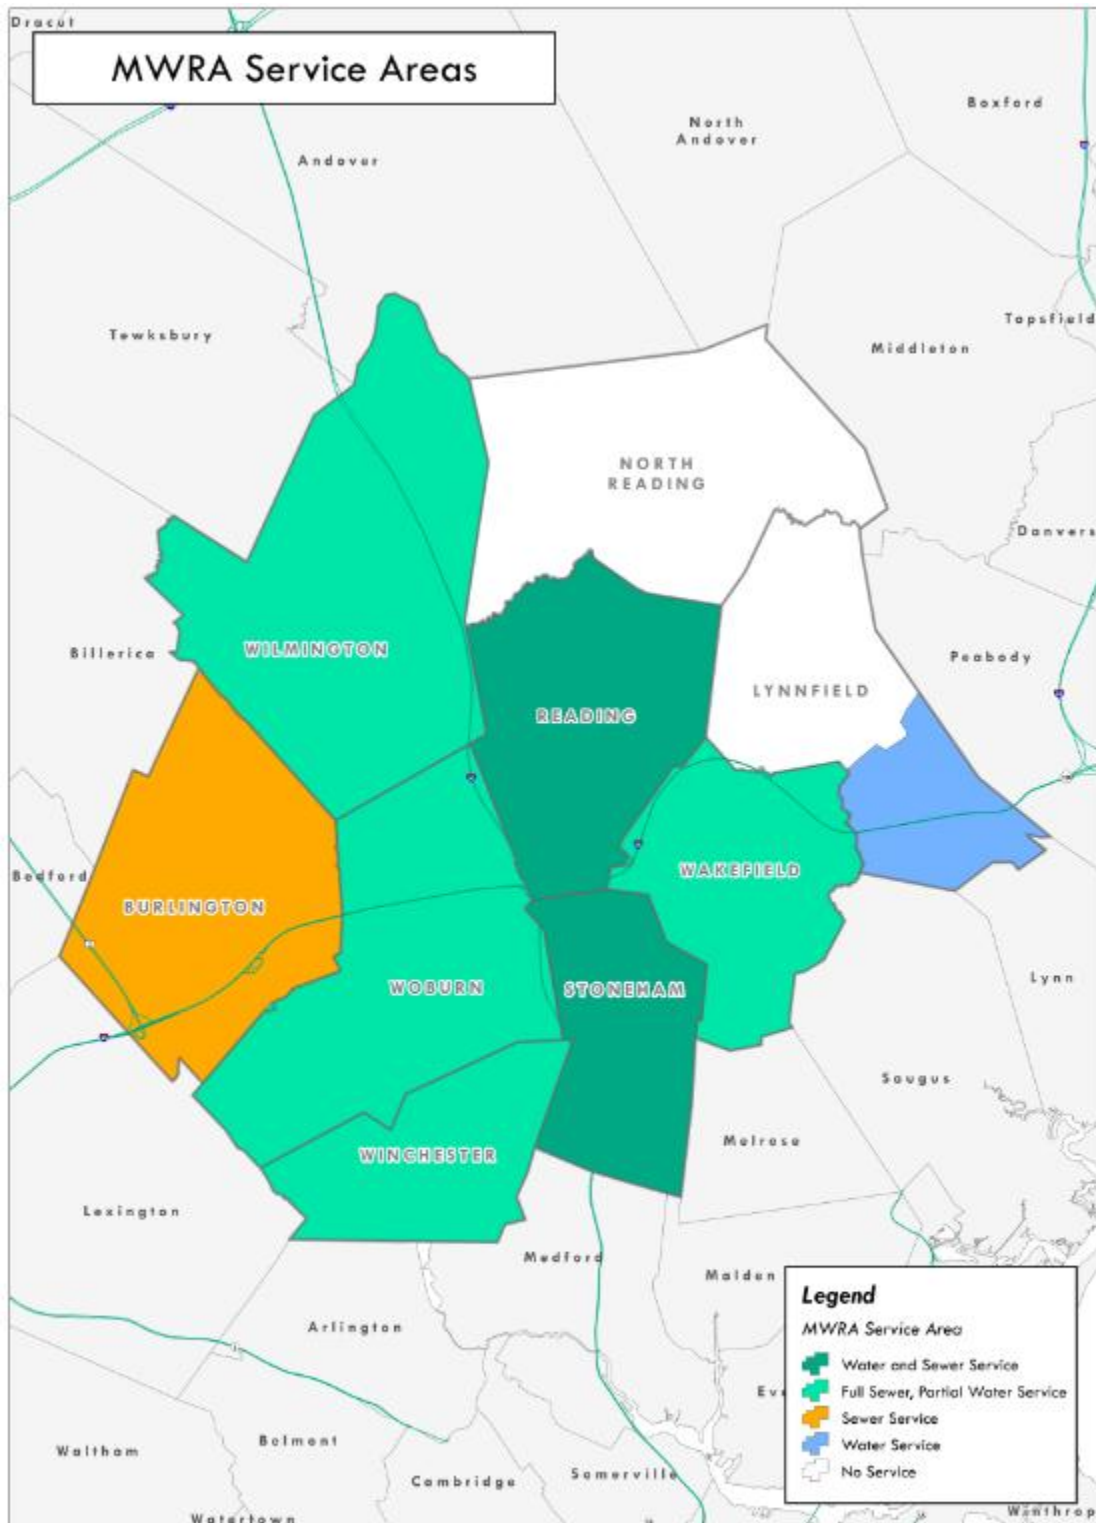 Dracut
MWRA Service Areas
Boxford
North
Andover
Andover
Topsfield
Tewksbury
Middleton
NORTH
READING
Danvers
Billerica
WILMINGTON
Peabody
LYNNFIELD
READING
WAKEFIELD
Bedford
BURLINGTON
Lynn
WOBURN
STONEHAM
Saugus
Melrose
WINCHESTER
Lexington
Medford
Malden
Arlington
Legend
MWRA Service Area
Water and Sewer Service
Full Sewer, Partial Water Service
Sewer Service
Water Service
No Service
Ev
Belmont
Waltham
Somerville
Cambridge
Winthrop
Watertown